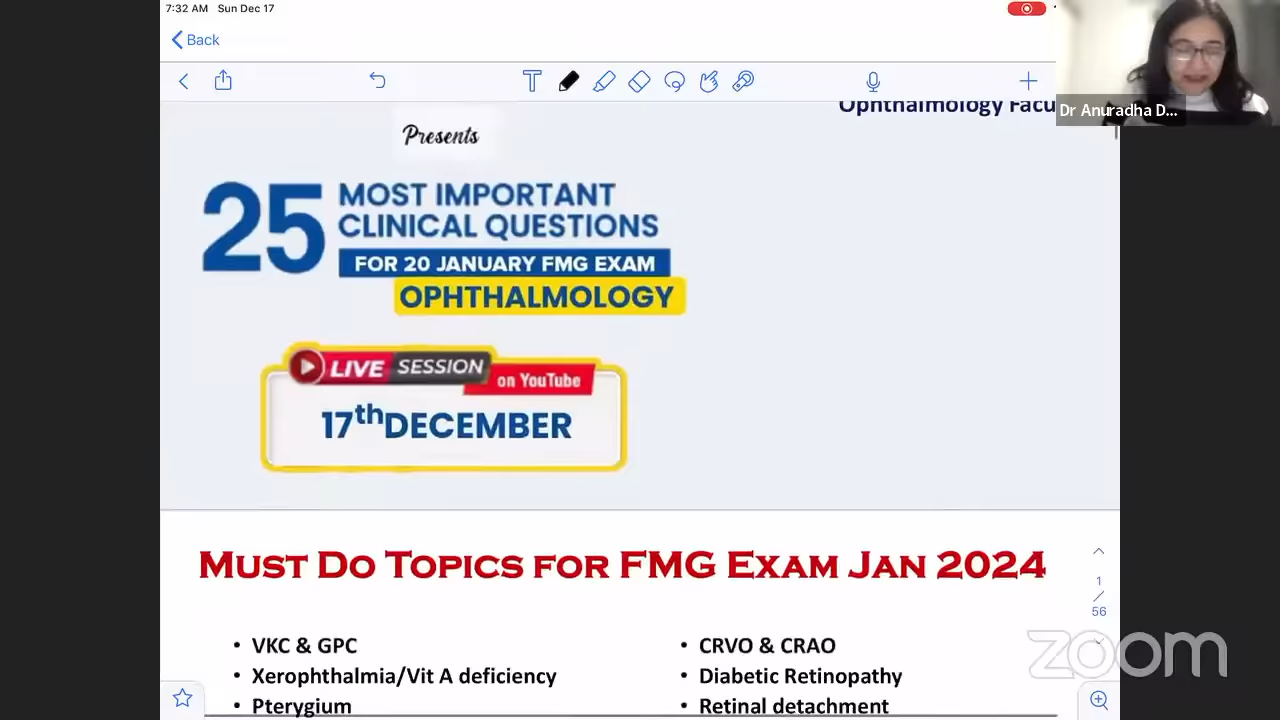 7:32 AM Sun Dec 17
Back
Ophthalmology Facu
Dr Anuradha D...
Presents
25 MOST IMPORTANT
CLINICAL QUESTIONS
FOR 20 JANUARY FMG EXAM
OPHTHALMOLOGY
LIVE SESSION
on YouTube
17th DECEMBER
MUST DO TOPICS FOR FMG EXAM JAN 2024
1
/
56
• VKC & GPC
• Xerophthalmia/Vit A deficiency
• Pterygium
• CRVO & CRAO
• Diabetic Retinopathy
• Retinal detachment
zoom